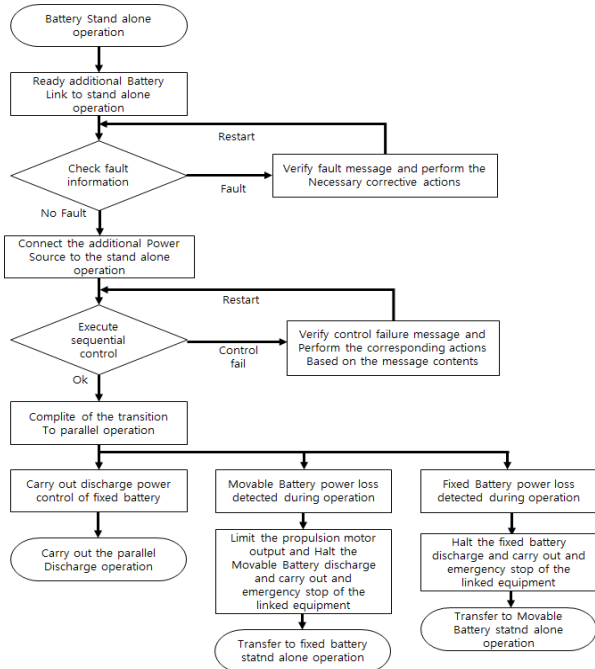 Battery Stand alone
operation
Ready additional Battery
Link to stand alone
operation
Restart
Check fault
information
Fault
Verify fault message and perform the
Necessary corrective actions
No Fault
Connect the additional Power
Source to the stand alone
operation
Restart
Execute
sequential
control
Control
fail
Verify control failure message and
Perform the corresponding actions
Based on the message contents
Ok
Complite of the transition
To parallel operation
Carry out discharge power
control of fixed battery
Movable Battery power loss
detected during operation
Fixed Battery power loss
detected during operation
Carry out the parallel
Discharge operation
Limit the propulsion motor
output and Halt the
Movable Battery discharge
and carry out and
emergency stop of the
linked equipment
Halt the fixed battery
discharge and carry out and
emergency stop of the
linked equipment
Transfer to fixed battery
statnd alone operation
Transfer to Movable
Battery statnd alone
operation